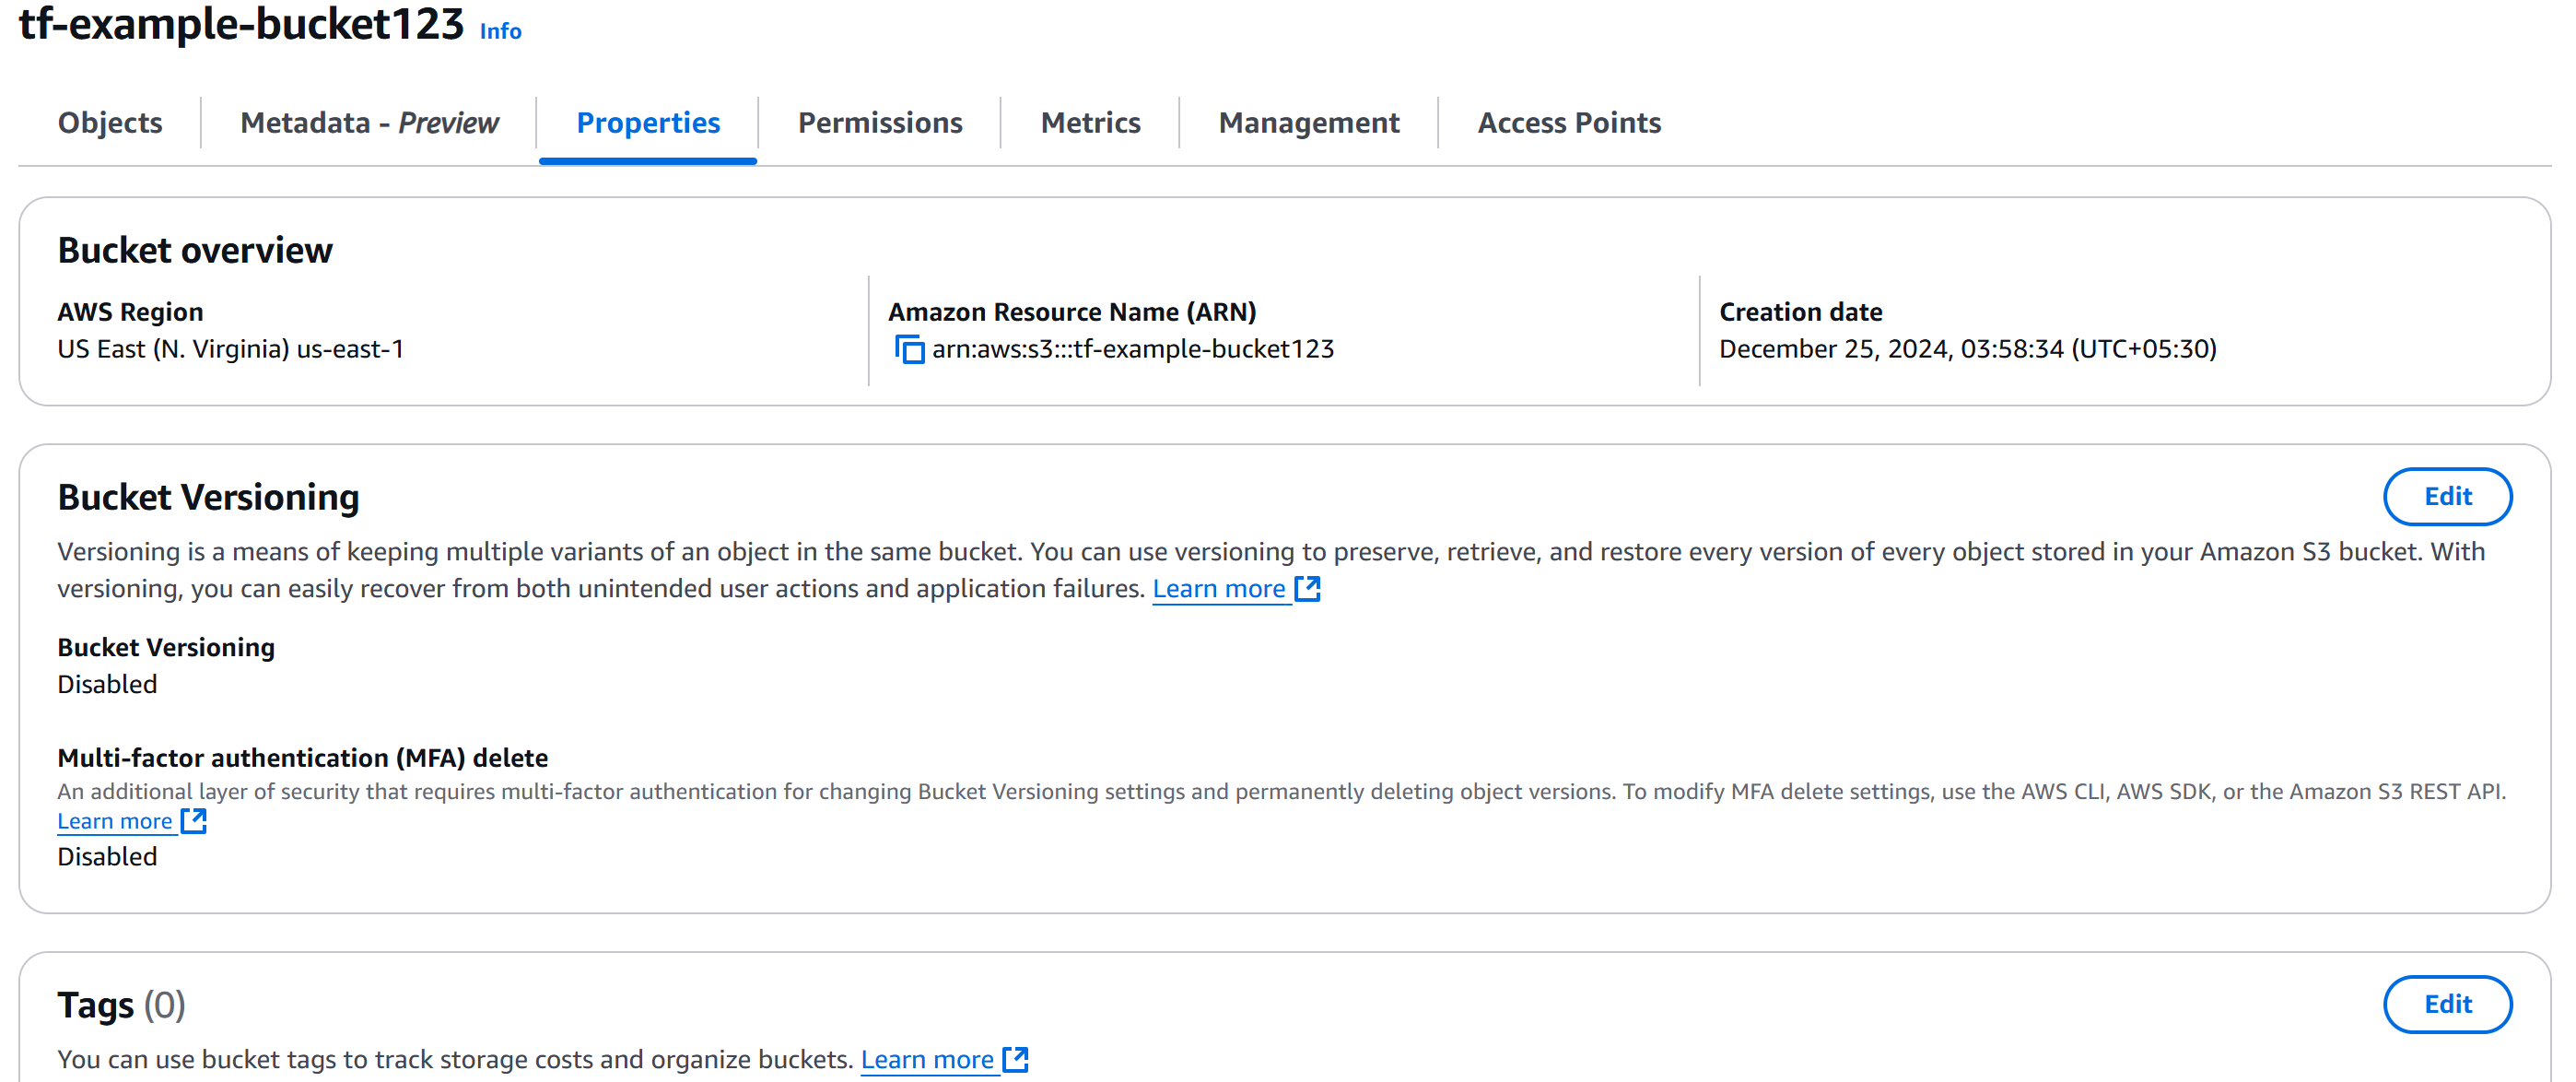 tf-example-bucket123 Info
Objects Metadata - Preview Properties Permissions Metrics Management Access Points
Bucket overview
AWS Region
US East (N. Virginia) us-east-1
Amazon Resource Name (ARN)
arn:aws:s3:::tf-example-bucket123
Creation date
December 25, 2024, 03:58:34 (UTC+05:30)
Bucket Versioning
Edit
Versioning is a means of keeping multiple variants of an object in the same bucket. You can use versioning to preserve, retrieve, and restore every version of every object stored in your Amazon S3 bucket. With
versioning, you can easily recover from both unintended user actions and application failures. Learn more
Bucket Versioning
Disabled
Multi-factor authentication (MFA) delete
An additional layer of security that requires multi-factor authentication for changing Bucket Versioning settings and permanently deleting object versions. To modify MFA delete settings, use the AWS CLI, AWS SDK, or the Amazon S3 REST API.
Learn more
Disabled
Tags (0)
Edit
You can use bucket tags to track storage costs and organize buckets. Learn more